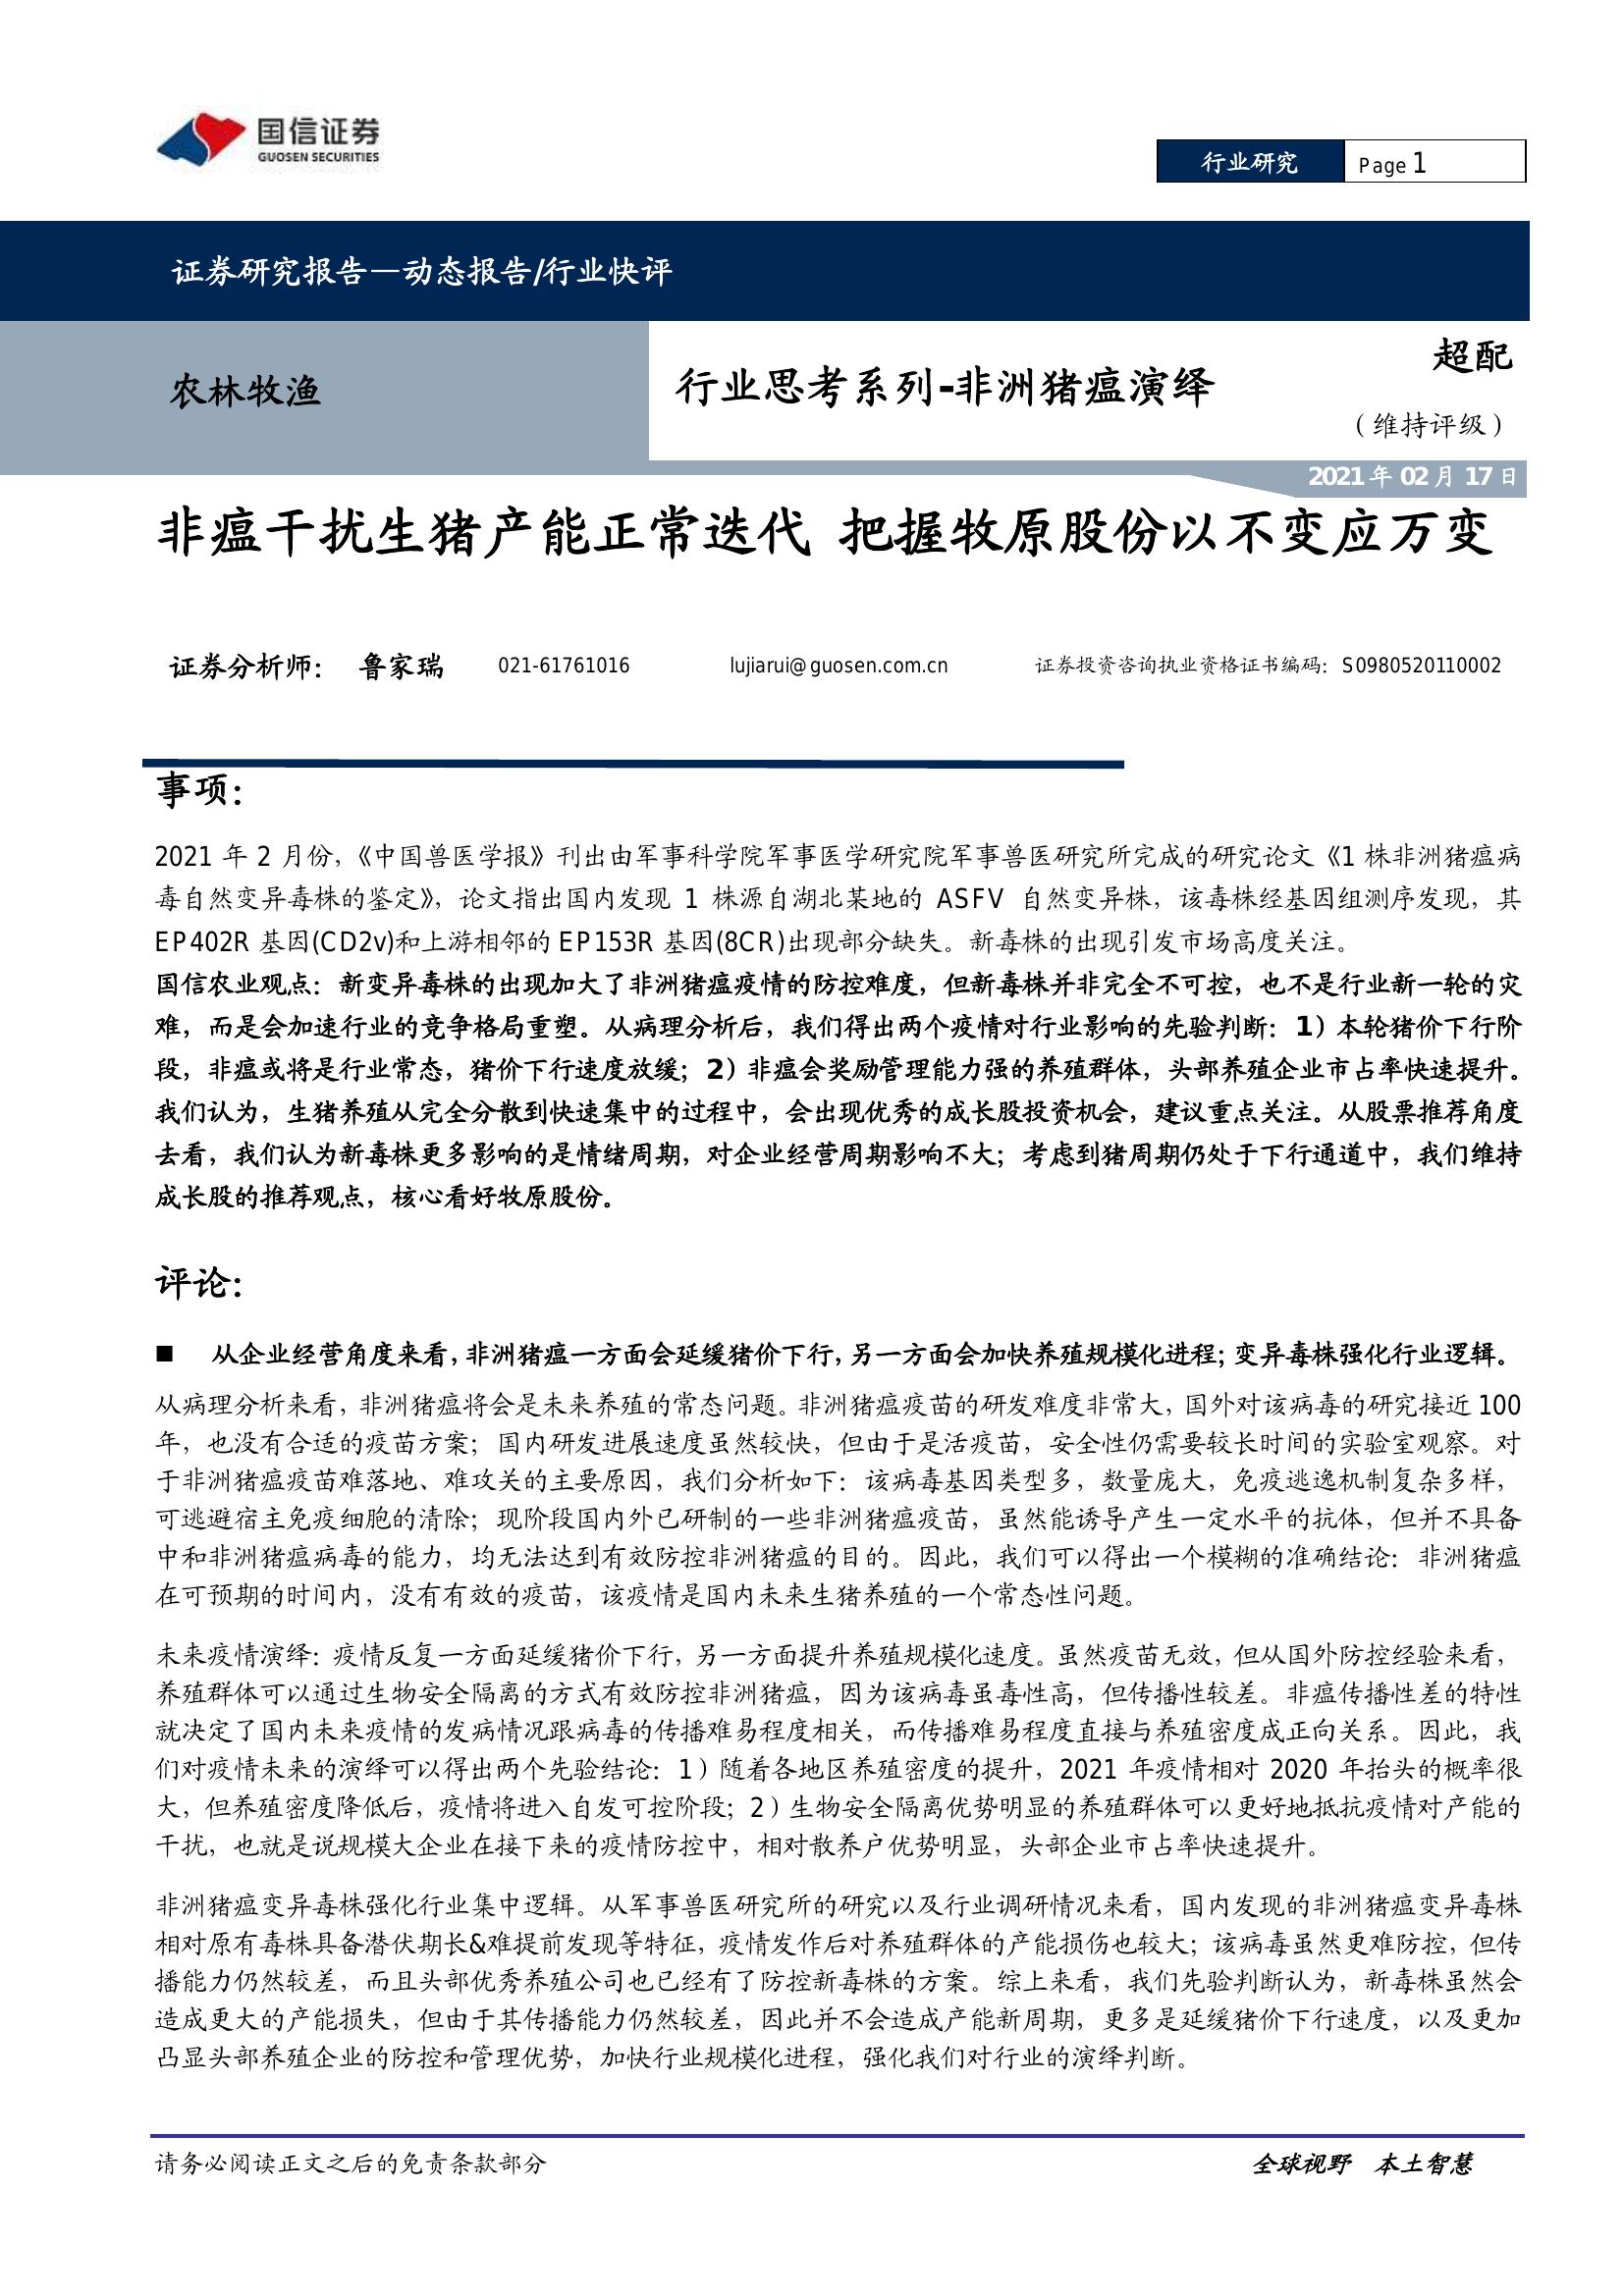 国信证券
GUOSEN SECURITIES
行业研究
Page 1
证券研究报告—动态报告/行业快评
农林牧渔
行业思考系列-非洲猪瘟演绎
超配
（维持评级）
2021 年 02 月 17 日
非瘟干扰生猪产能正常迭代 把握牧原股份以不变应万变
证券分析师： 鲁家瑞 021-61761016 lujiarui@guosen.com.cn 证券投资咨询执业资格证书编码：S0980520110002
事项：
2021 年 2 月份，《中国兽医学报》刊出由军事科学院军事医学研究院军事兽医研究所完成的研究论文《1 株非洲猪瘟病
毒自然变异毒株的鉴定》，论文指出国内发现 1 株源自湖北某地的 ASFV 自然变异株，该毒株经基因组测序发现，其
EP402R 基因(CD2v)和上游相邻的 EP153R 基因(8CR)出现部分缺失。新毒株的出现引发市场高度关注。
国信农业观点：新变异毒株的出现加大了非洲猪瘟疫情的防控难度，但新毒株并非完全不可控，也不是行业新一轮的灾
难，而是会加速行业的竞争格局重塑。从病理分析后，我们得出两个疫情对行业影响的先验判断：1）本轮猪价下行阶
段，非瘟或将是行业常态，猪价下行速度放缓；2）非瘟会奖励管理能力强的养殖群体，头部养殖企业市占率快速提升。
我们认为，生猪养殖从完全分散到快速集中的过程中，会出现优秀的成长股投资机会，建议重点关注。从股票推荐角度
去看，我们认为新毒株更多影响的是情绪周期，对企业经营周期影响不大；考虑到猪周期仍处于下行通道中，我们维持
成长股的推荐观点，核心看好牧原股份。
评论：
■ 从企业经营角度来看，非洲猪瘟一方面会延缓猪价下行，另一方面会加快养殖规模化进程；变异毒株强化行业逻辑。
从病理分析来看，非洲猪瘟将会是未来养殖的常态问题。非洲猪瘟疫苗的研发难度非常大，国外对该病毒的研究接近 100
年，也没有合适的疫苗方案；国内研发进展速度虽然较快，但由于是活疫苗，安全性仍需要较长时间的实验室观察。对
于非洲猪瘟疫苗难落地、难攻关的主要原因，我们分析如下：该病毒基因类型多，数量庞大，免疫逃逸机制复杂多样，
可逃避宿主免疫细胞的清除；现阶段国内外已研制的一些非洲猪瘟疫苗，虽然能诱导产生一定水平的抗体，但并不具备
中和非洲猪瘟病毒的能力，均无法达到有效防控非洲猪瘟的目的。因此，我们可以得出一个模糊的准确结论：非洲猪瘟
在可预期的时间内，没有有效的疫苗，该疫情是国内未来生猪养殖的一个常态性问题。
未来疫情演绎：疫情反复一方面延缓猪价下行，另一方面提升养殖规模化速度。虽然疫苗无效，但从国外防控经验来看，
养殖群体可以通过生物安全隔离的方式有效防控非洲猪瘟，因为该病毒虽毒性高，但传播性较差。非瘟传播性差的特性
就决定了国内未来疫情的发病情况跟病毒的传播难易程度相关，而传播难易程度直接与养殖密度成正向关系。因此，我
们对疫情未来的演绎可以得出两个先验结论：1）随着各地区养殖密度的提升，2021 年疫情相对 2020 年抬头的概率很
大，但养殖密度降低后，疫情将进入自发可控阶段；2）生物安全隔离优势明显的养殖群体可以更好地抵抗疫情对产能的
干扰，也就是说规模大企业在接下来的疫情防控中，相对散养户优势明显，头部企业市占率快速提升。
非洲猪瘟变异毒株强化行业集中逻辑。从军事兽医研究所的研究以及行业调研情况来看，国内发现的非洲猪瘟变异毒株
相对原有毒株具备潜伏期长&难提前发现等特征，疫情发作后对养殖群体的产能损伤也较大；该病毒虽然更难防控，但传
播能力仍然较差，而且头部优秀养殖公司也已经有了防控新毒株的方案。综上来看，我们先验判断认为，新毒株虽然会
造成更大的产能损失，但由于其传播能力仍然较差，因此并不会造成产能新周期，更多是延缓猪价下行速度，以及更加
凸显头部养殖企业的防控和管理优势，加快行业规模化进程，强化我们对行业的演绎判断。
请务必阅读正文之后的免责条款部分
全球视野 本土智慧